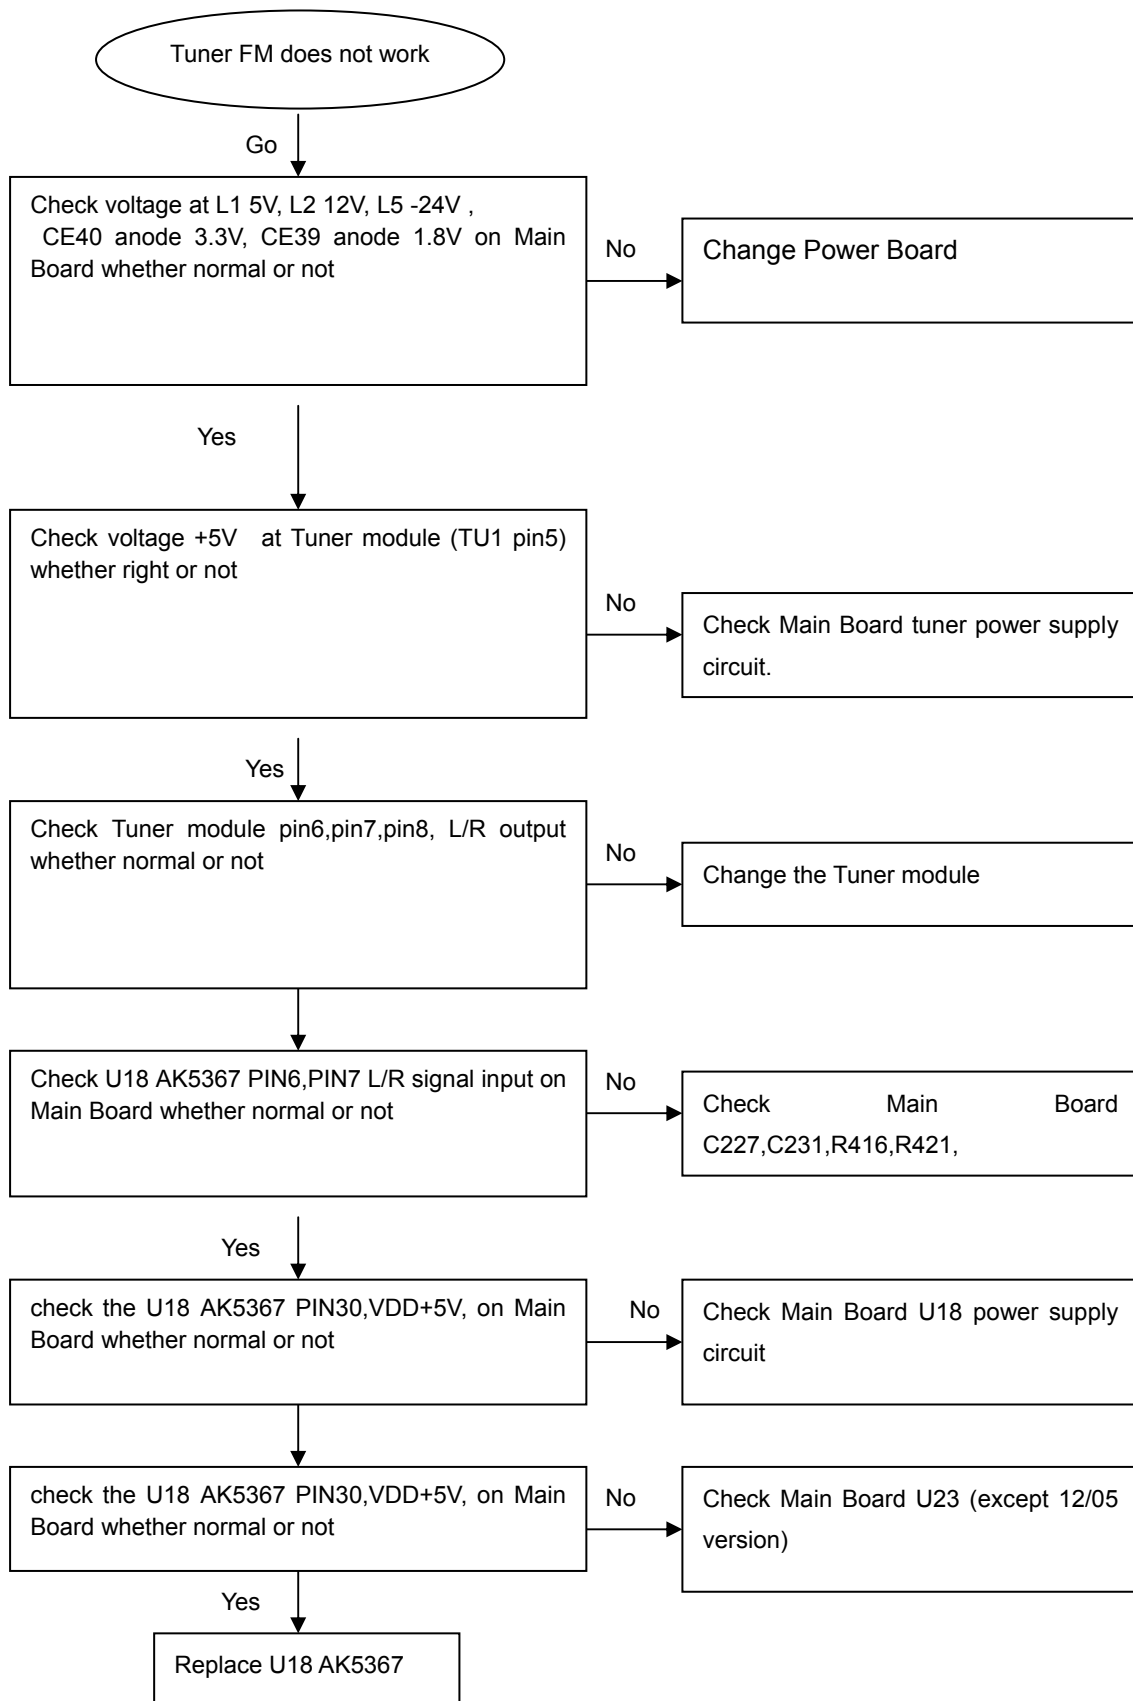 Tuner FM does not work
Go
Check voltage at L1 5V, L2 12V, L5 -24V ,
CE40 anode 3.3V, CE39 anode 1.8V on Main
Board whether normal or not
No
Change Power Board
Yes
Check voltage +5V at Tuner module (TU1 pin5)
whether right or not
No
Check Main Board tuner power supply
circuit.
Yes
Check Tuner module pin6,pin7,pin8, L/R output
whether normal or not
No
Change the Tuner module
Check U18 AK5367 PIN6,PIN7 L/R signal input on
Main Board whether normal or not
No
Check Main Board
C227,C231,R416,R421,
Yes
check the U18 AK5367 PIN30,VDD+5V, on Main
Board whether normal or not
No
Check Main Board U18 power supply
circuit
check the U18 AK5367 PIN30,VDD+5V, on Main
Board whether normal or not
No
Check Main Board U23 (except 12/05
version)
Yes
Replace U18 AK5367